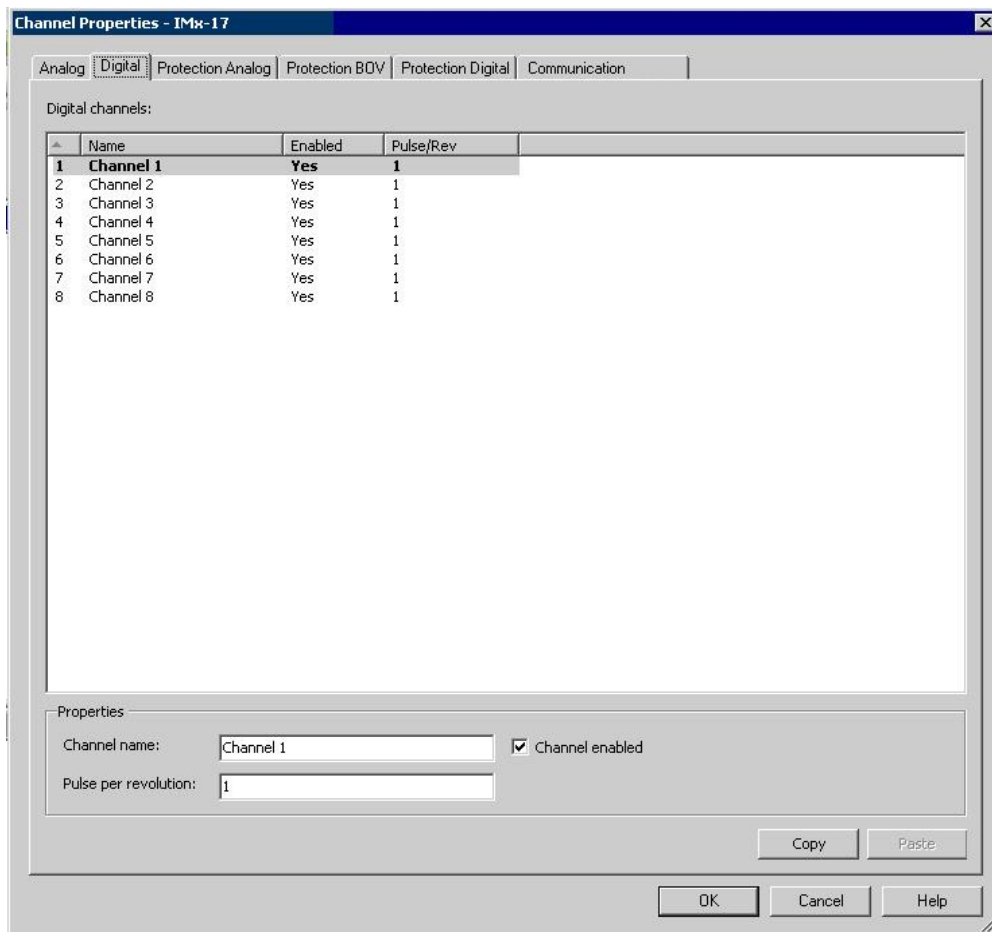 Channel Properties - IMx-17
Analog Digital Protection Analog Protection BOV Protection Digital Communication
Digital channels:
Name Enabled Pulse/Rev
1 Channel 1 Yes 1
2 Channel 2 Yes 1
3 Channel 3 Yes 1
4 Channel 4 Yes 1
5 Channel 5 Yes 1
6 Channel 6 Yes 1
7 Channel 7 Yes 1
8 Channel 8 Yes 1
Properties
Channel name: Channel 1 Channel enabled
Pulse per revolution: 1
Copy Paste
OK Cancel Help